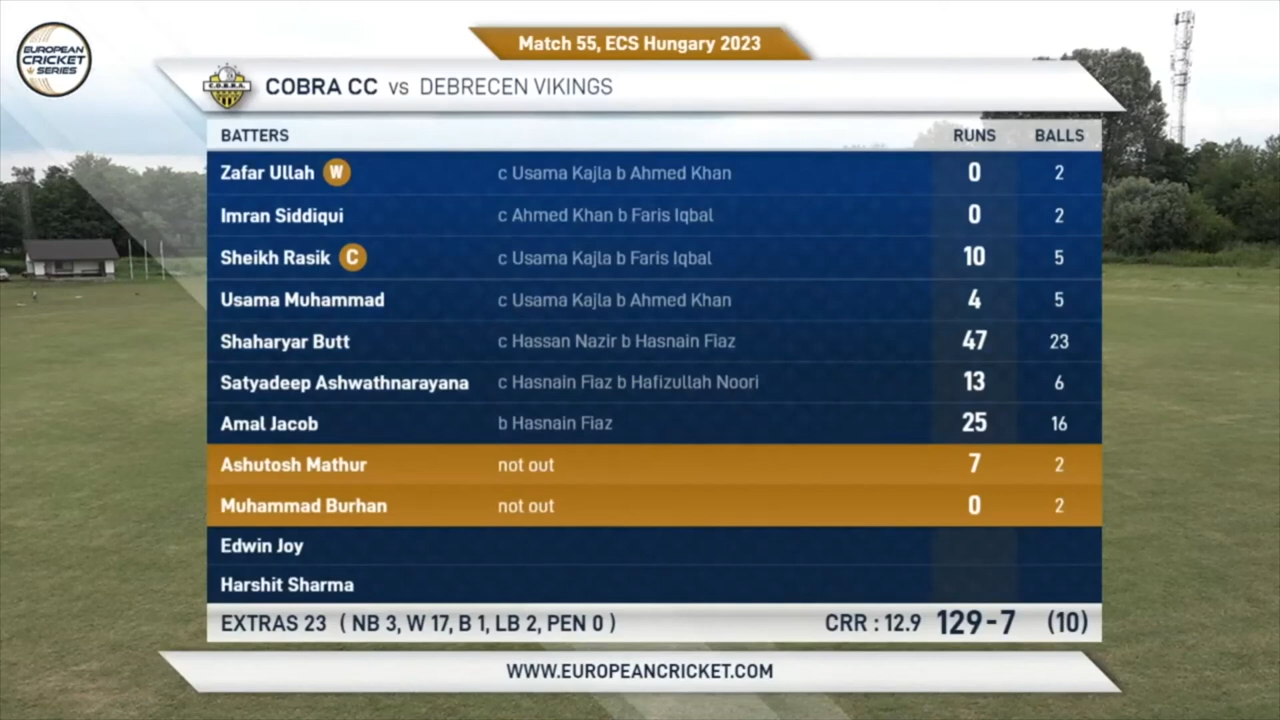 EUROPEAN
CRICKET
SERIES
Match 55, ECS Hungary 2023
COBRA
COBRA CC vs DEBRECEN VIKINGS
BATTERS RUNS BALLS
Zafar Ullah W c Usama Kajla b Ahmed Khan 0 2
Imran Siddiqui c Ahmed Khan b Faris Iqbal 0 2
Sheikh Rasik C c Usama Kajla b Faris Iqbal 10 5
Usama Muhammad c Usama Kajla b Ahmed Khan 4 5
Shaharyar Butt c Hassan Nazir b Hasnain Fiaz 47 23
Satyadeep Ashwathnarayana c Hasnain Fiaz b Hafizullah Noori 13 6
Amal Jacob b Hasnain Fiaz 25 16
Ashutosh Mathur not out 7 2
Muhammad Burhan not out 0 2
Edwin Joy
Harshit Sharma
EXTRAS 23 ( NB 3, W 17, B 1, LB 2, PEN 0 ) CRR : 12.9 129-7 (10)
WWW.EUROPEANCRICKET.COM